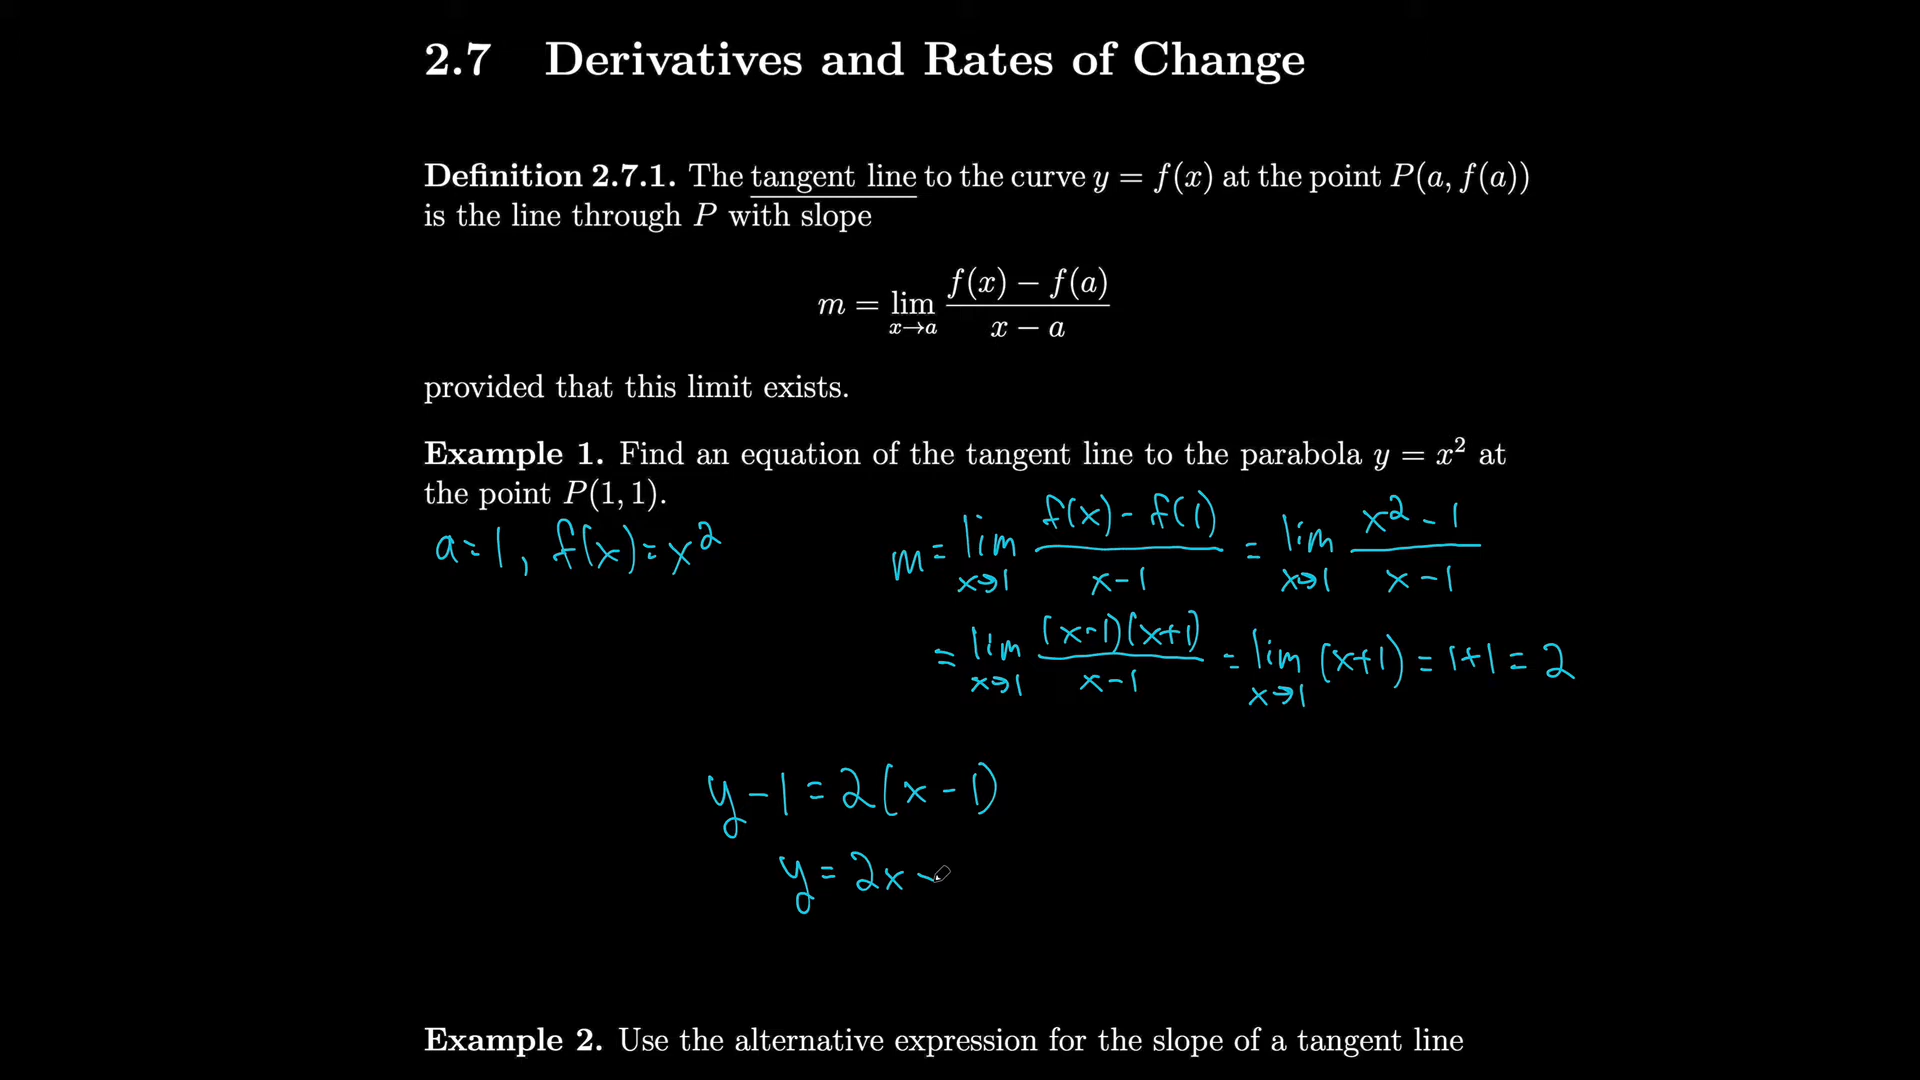 2.7 Derivatives and Rates of Change
Definition 2.7.1. The tangent line to the curve y = f(x) at the point P(a, f(a))
is the line through P with slope
m = lim_{x→a} \frac{f(x) − f(a)}{x − a}
provided that this limit exists.
Example 1. Find an equation of the tangent line to the parabola y = x² at
the point P(1, 1).
a=1, f(x)=x²
m = lim_{x→1} \frac{f(x) - f(1)}{x-1} = lim_{x→1} \frac{x² - 1}{x - 1}
= lim_{x→1} \frac{(x-1)(x+1)}{x-1} = lim_{x→1} (x+1) = 1+1 = 2
y - 1 = 2(x - 1)
y = 2x -
Example 2. Use the alternative expression for the slope of a tangent line